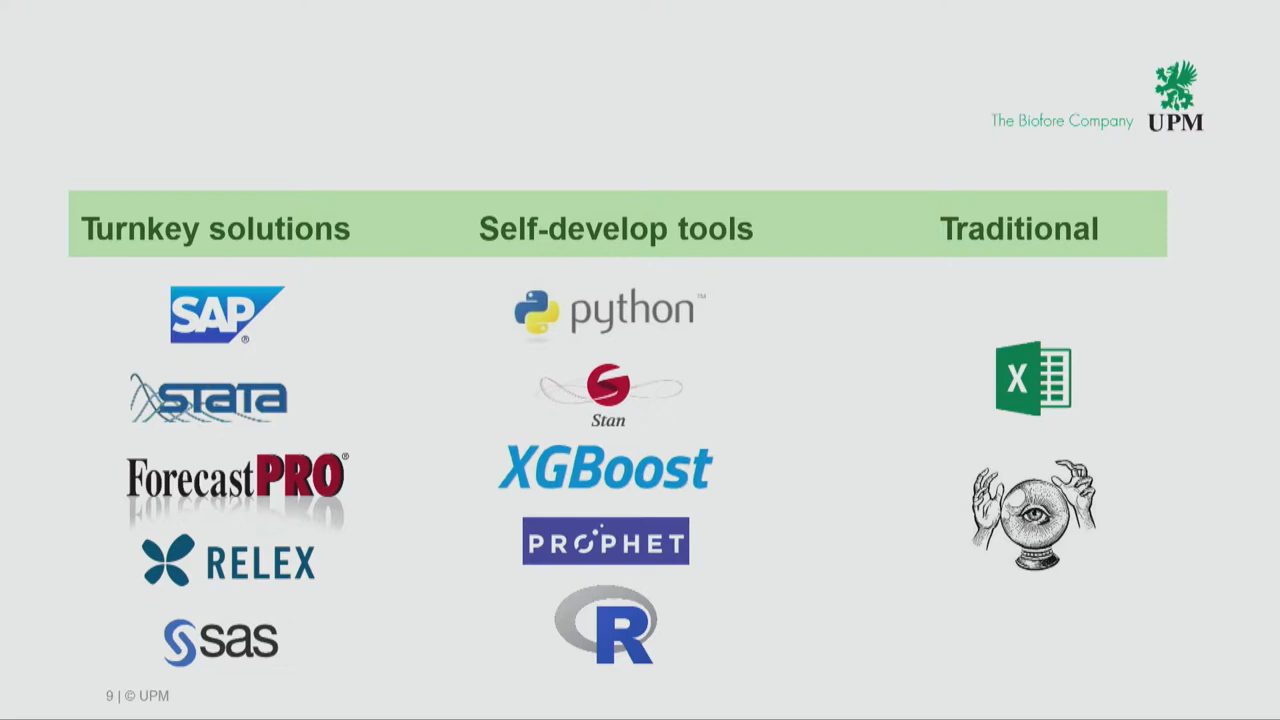 The Biofore Company
UPM
Turnkey solutions Self-develop tools Traditional
SAP®
STATA
ForecastPRO®
RELEX
sas
python™
Stan
XGBoost
PROPHET
R
X
9 | © UPM